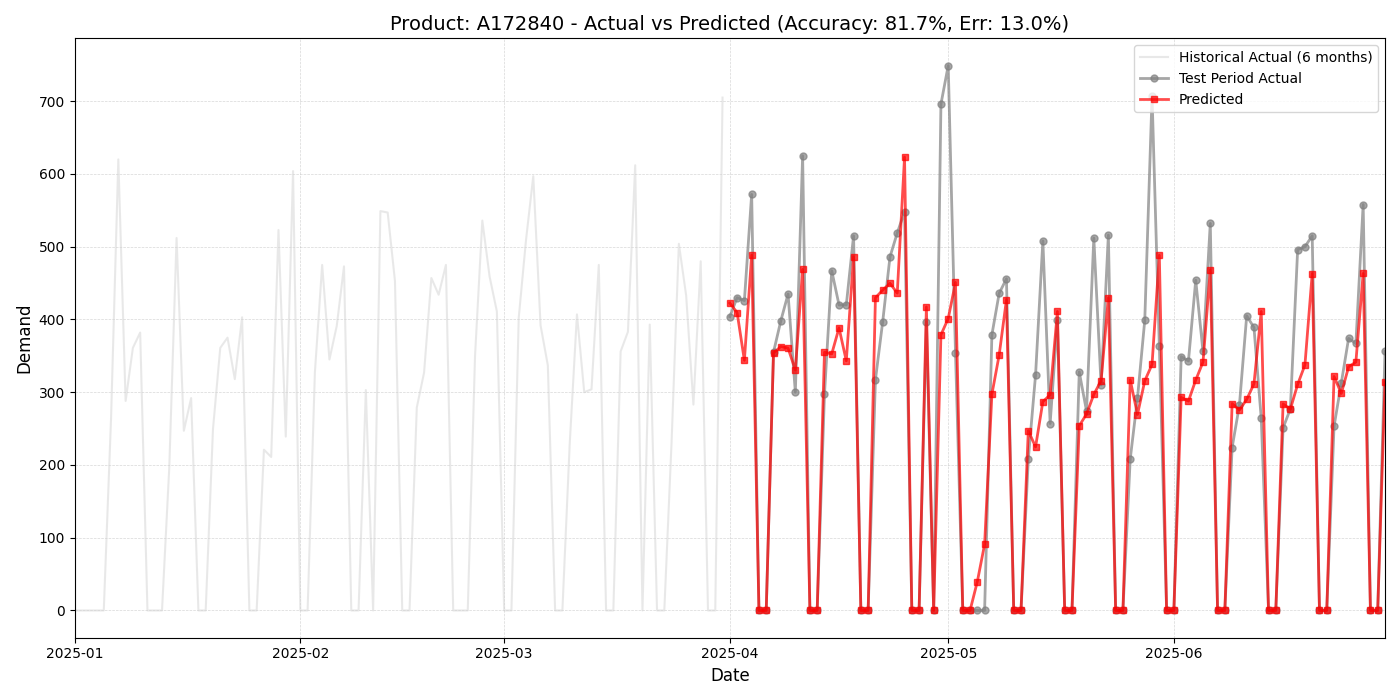 Product: A172840 - Actual vs Predicted (Accuracy: 81.7%, Err: 13.0%)
Historical Actual (6 months)
Test Period Actual
Predicted
Demand
700
600
500
400
300
200
100
0
2025-01
2025-02
2025-03
2025-04
2025-05
2025-06
Date